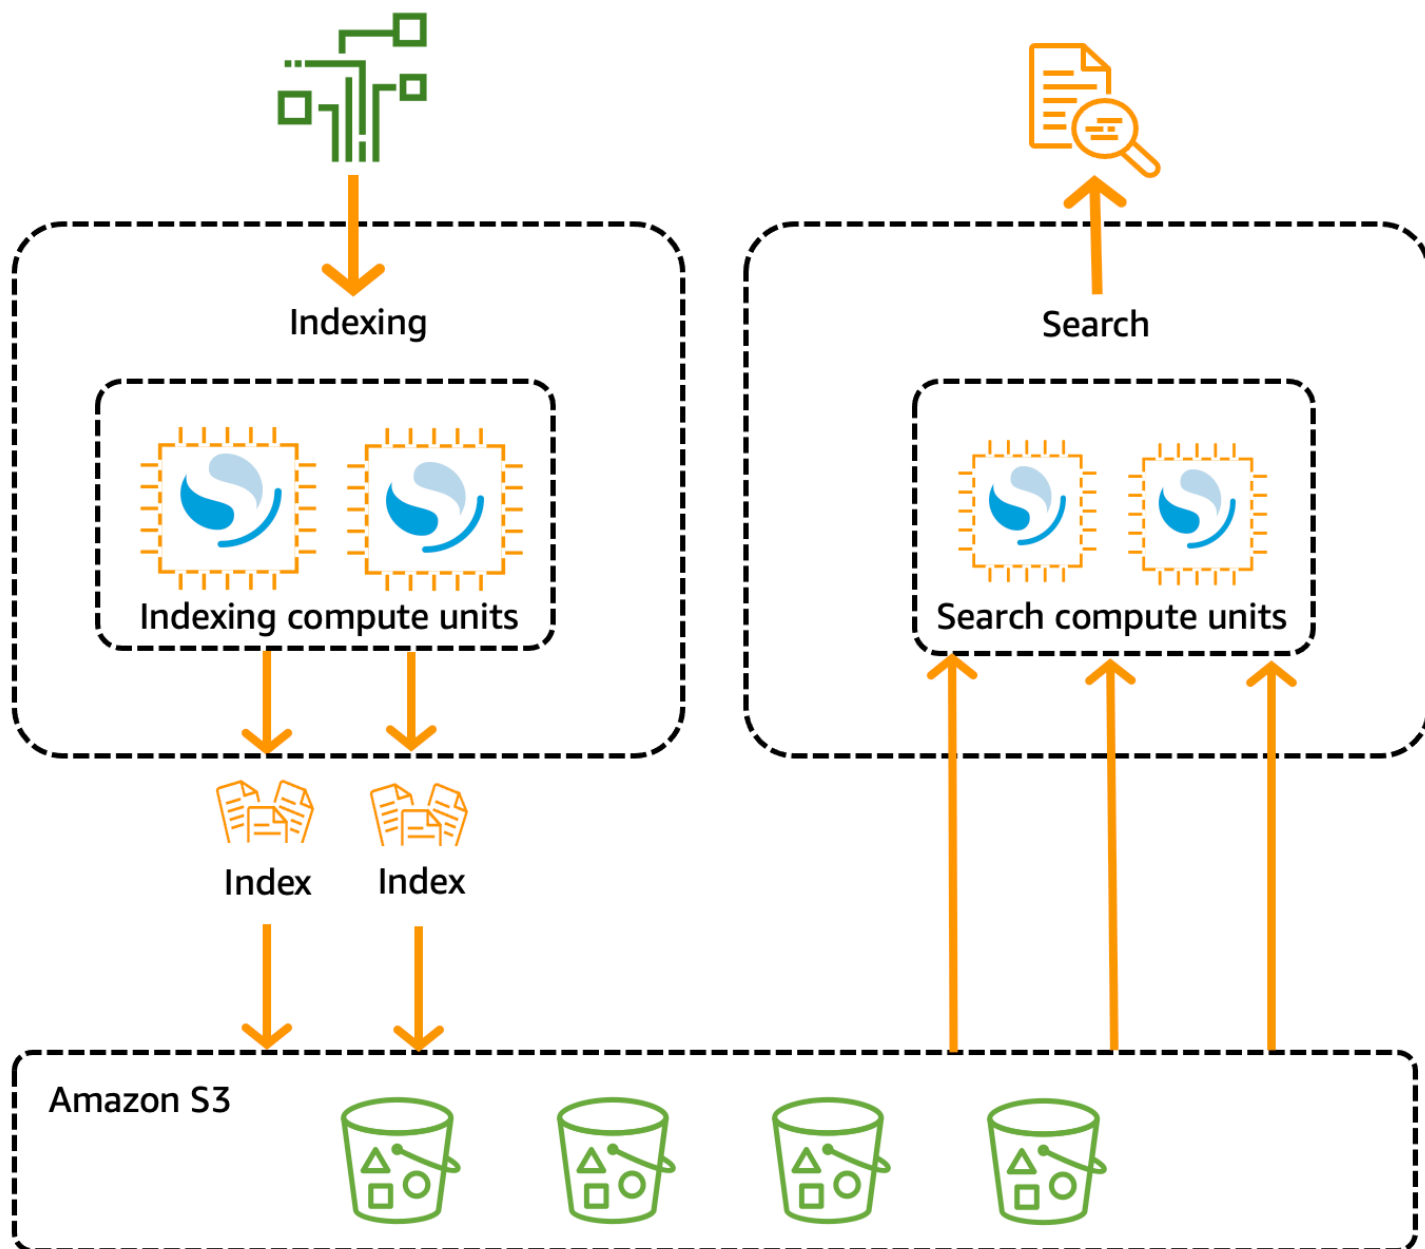 Indexing
Search
Indexing compute units
Search compute units
Index
Index
Amazon S3